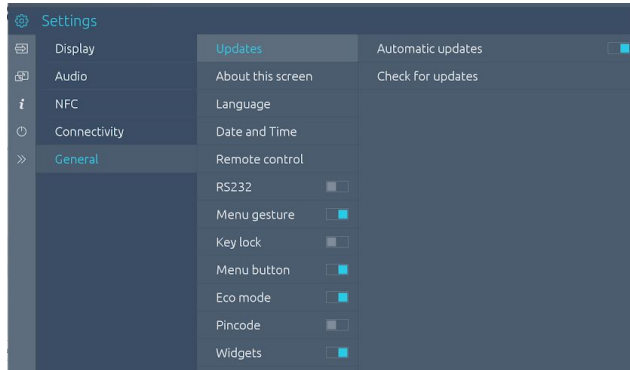 Settings
Display
Audio
NFC
Connectivity
General
Updates
About this screen
Language
Date and Time
Remote control
RS232
Menu gesture
Key lock
Menu button
Eco mode
Pincode
Widgets
Automatic updates
Check for updates